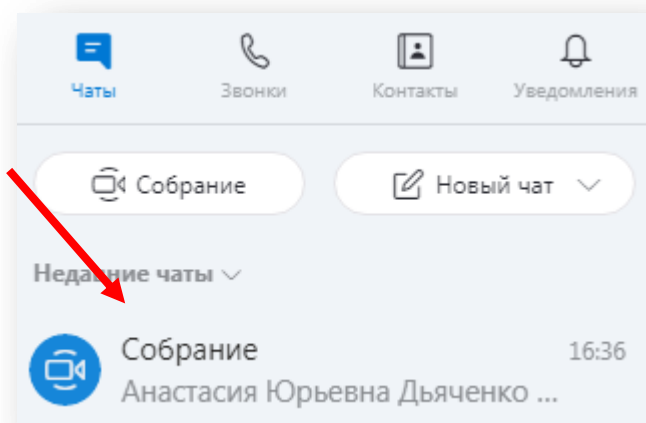 Чаты Звонки Контакты Уведомления
Собрание Новый чат
Недавние чаты
Собрание 16:36
Анастасия Юрьевна Дьяченко ...